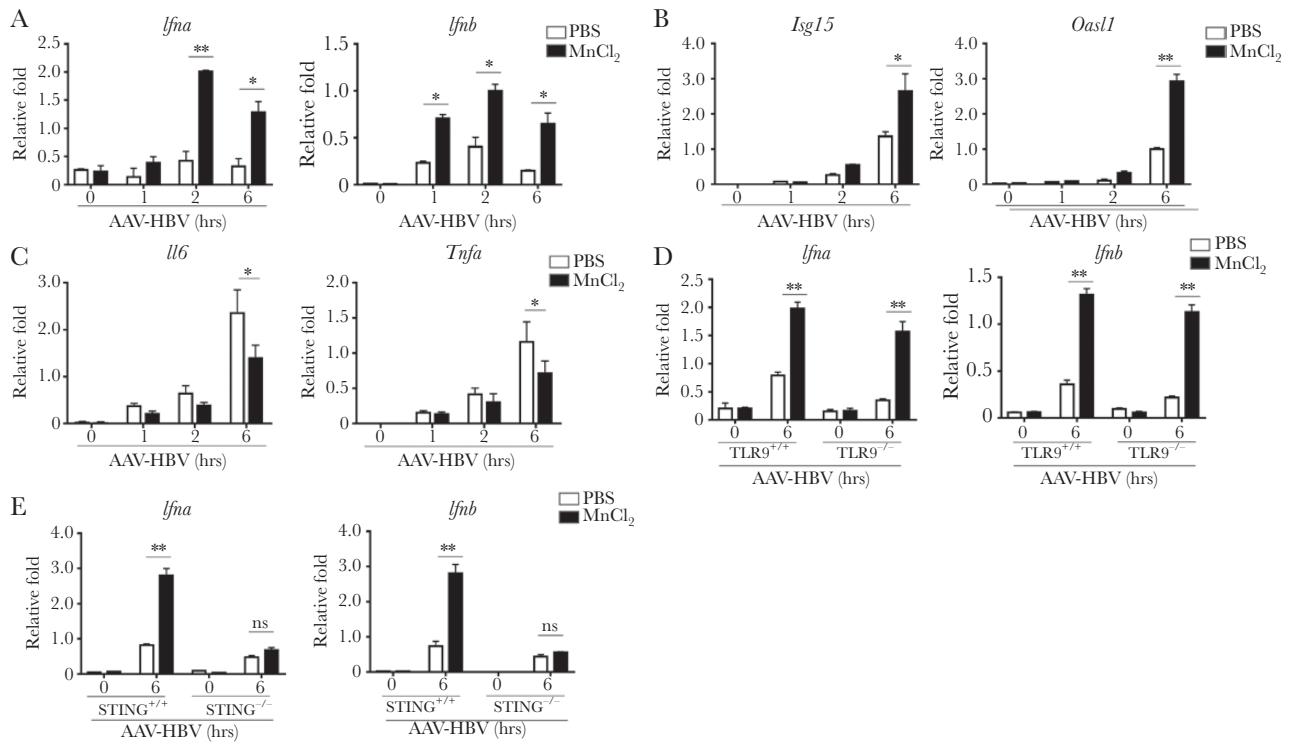 A
Ifna
Relative fold
2.5
2.0
1.5
1.0
0.5
0
**
*
0 1 2 6
AAV-HBV (hrs)
Ifnb
PBS
MnCl₂
Relative fold
1.5
1.0
0.5
0
*
*
*
0 1 2 6
AAV-HBV (hrs)
B
Isg15
Relative fold
4.0
3.0
2.0
1.0
0
*
0 1 2 6
AAV-HBV (hrs)
Oasl1
PBS
MnCl₂
Relative fold
4.0
3.0
2.0
1.0
0
**
0 1 2 6
AAV-HBV (hrs)
C
Il6
Relative fold
3.0
2.0
1.0
0
*
0 1 2 6
AAV-HBV (hrs)
Tnfa
PBS
MnCl₂
Relative fold
2.0
1.5
1.0
0.5
0
*
0 1 2 6
AAV-HBV (hrs)
D
Ifna
Relative fold
2.5
2.0
1.5
1.0
0.5
0
**
**
0 6 0 6
TLR9⁺/⁺ TLR9⁻/⁻
AAV-HBV (hrs)
Ifnb
PBS
MnCl₂
Relative fold
1.5
1.0
0.5
0
**
**
0 6 0 6
TLR9⁺/⁺ TLR9⁻/⁻
AAV-HBV (hrs)
E
Ifna
Relative fold
4.0
3.0
2.0
1.0
0
**
ns
0 6 0 6
STING⁺/⁺ STING⁻/⁻
AAV-HBV (hrs)
Ifnb
PBS
MnCl₂
Relative fold
4.0
3.0
2.0
1.0
0
**
ns
0 6 0 6
STING⁺/⁺ STING⁻/⁻
AAV-HBV (hrs)